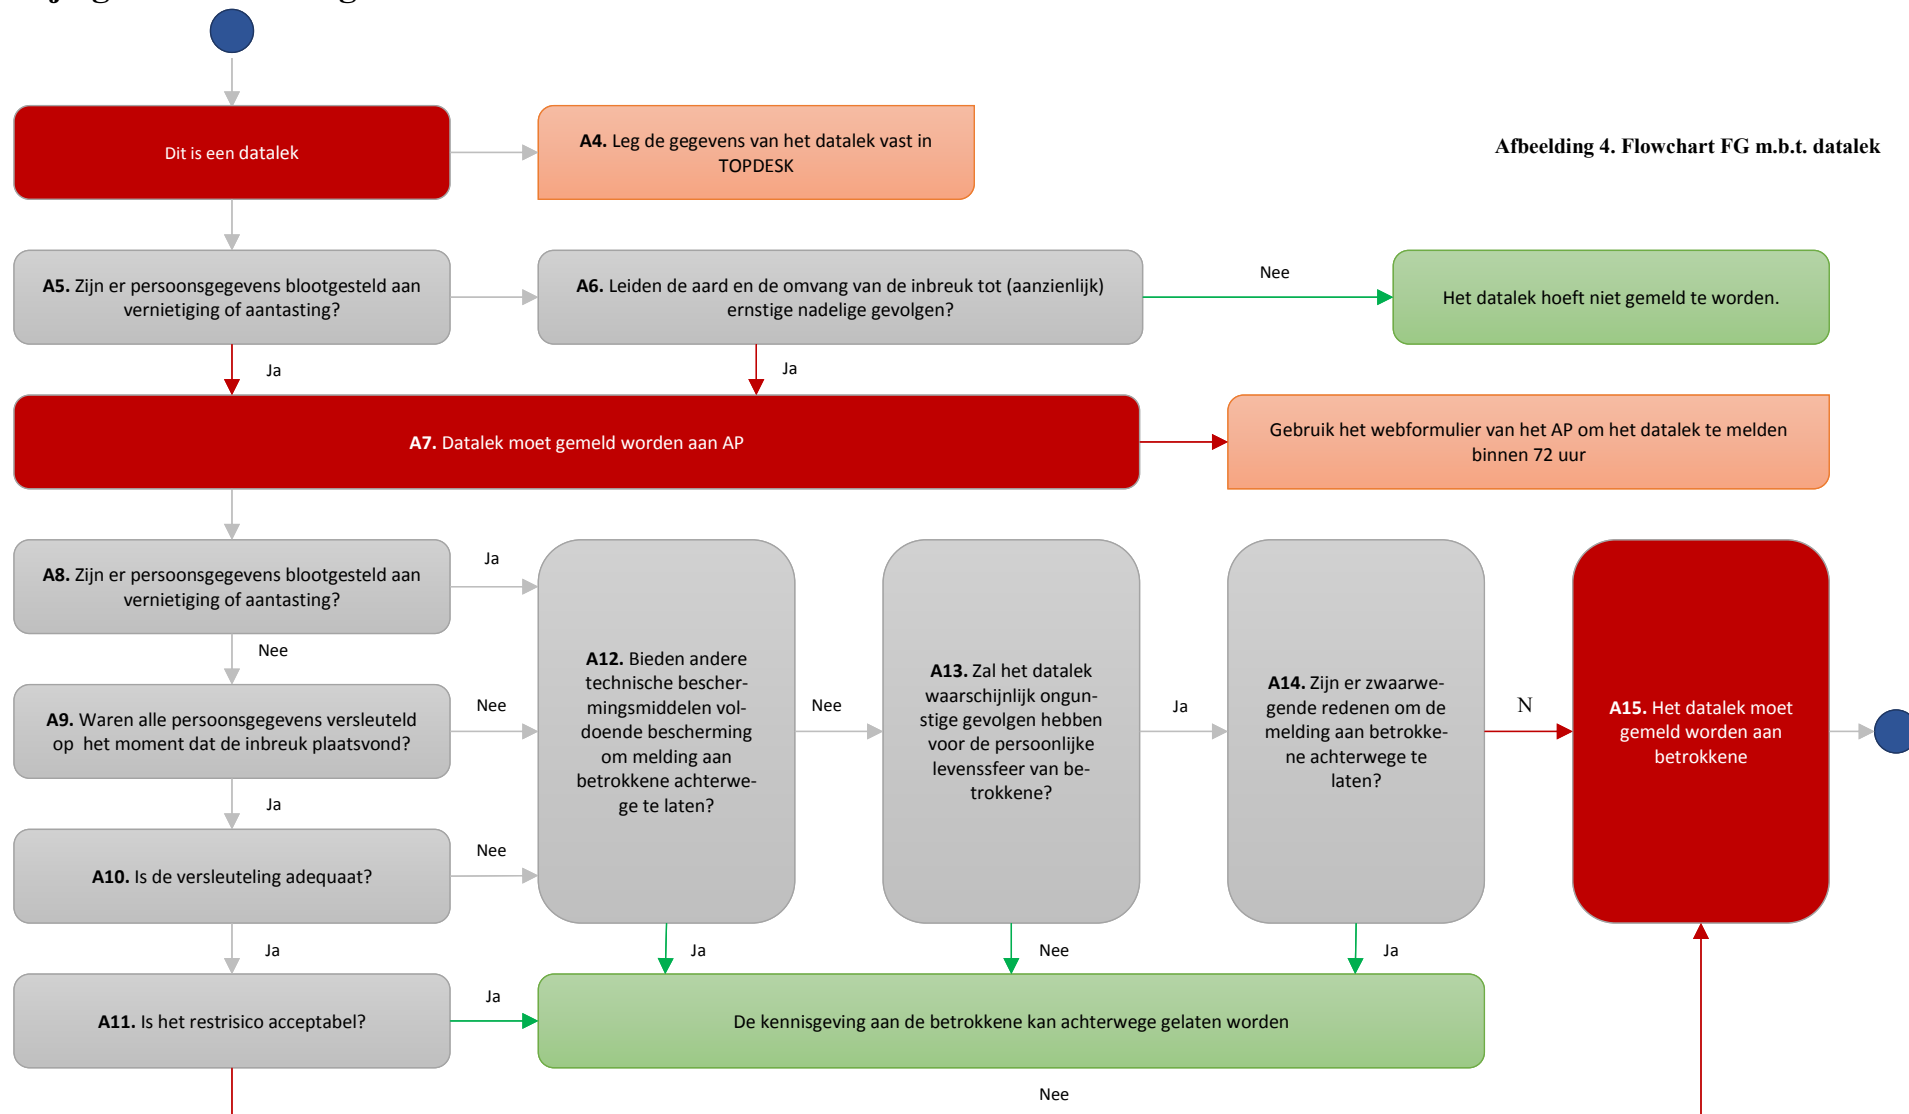 Dit is een datalek
A4. Leg de gegevens van het datalek vast in
TOPDESK
Afbeelding 4. Flowchart FG m.b.t. datalek
A5. Zijn er persoonsgegevens blootgesteld aan
vernietiging of aantasting?
A6. Leiden de aard en de omvang van de inbreuk tot (aanzienlijk)
ernstige nadelige gevolgen?
Nee
Het datalek hoeft niet gemeld te worden.
Ja
Ja
A7. Datalek moet gemeld worden aan AP
Gebruik het webformulier van het AP om het datalek te melden
binnen 72 uur
A8. Zijn er persoonsgegevens blootgesteld aan
vernietiging of aantasting?
Ja
Nee
A9. Waren alle persoonsgegevens versleuteld
op het moment dat de inbreuk plaatsvond?
Nee
Ja
A10. Is de versleuteling adequaat?
Nee
Ja
A11. Is het restrisico acceptabel?
Ja
A12. Bieden andere
technische bescher-
mingsmiddelen vol-
doende bescherming
om melding aan
betrokkene achterwe-
ge te laten?
Nee
Ja
A13. Zal het datalek
waarschijnlijk ongun-
stige gevolgen hebben
voor de persoonlijke
levenssfeer van be-
trokkene?
Ja
Nee
A14. Zijn er zwaarwe-
gende redenen om de
melding aan betrokke-
ne achterwege te
laten?
N
Ja
A15. Het datalek moet
gemeld worden aan
betrokkene
De kennisgeving aan de betrokkene kan achterwege gelaten worden
Nee